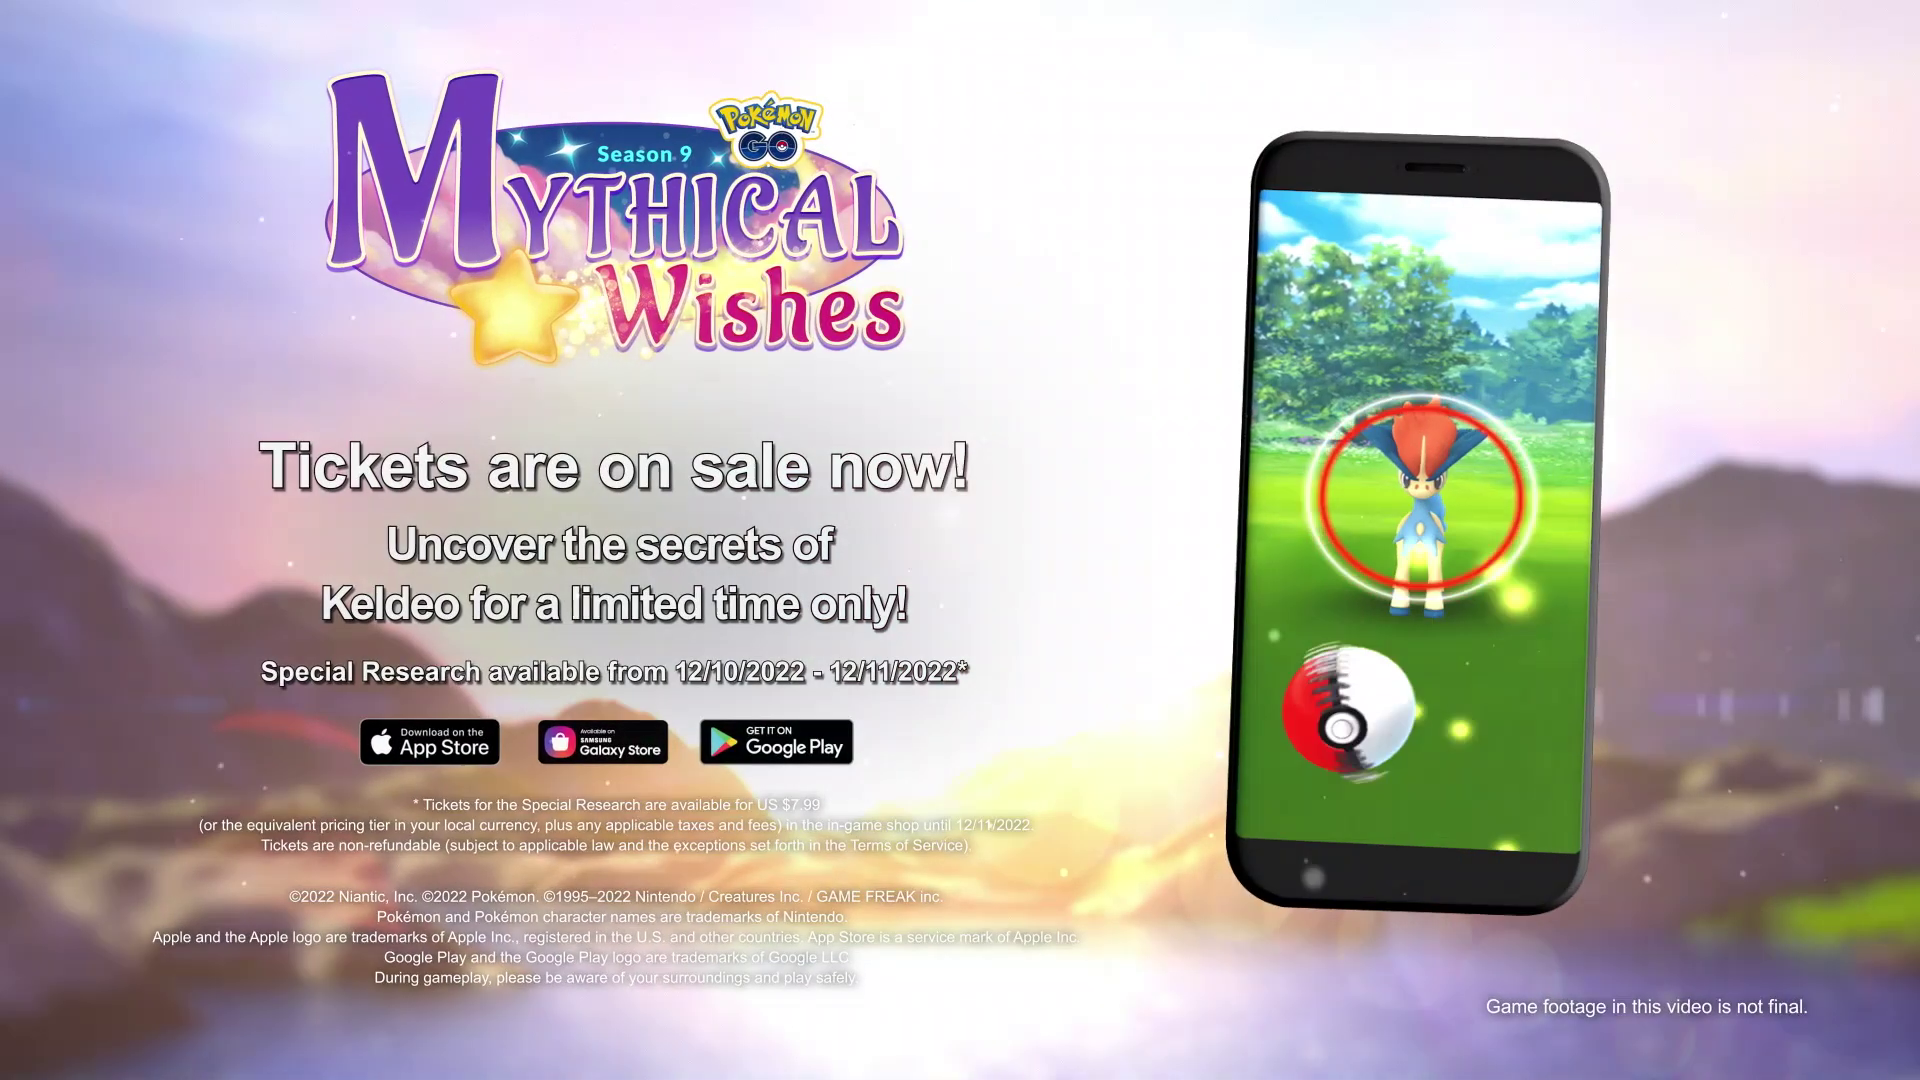 Pokémon GO
Season 9
MYTHICAL
Wishes
Tickets are on sale now!
Uncover the secrets of
Keldeo for a limited time only!
Special Research available from 12/10/2022 - 12/11/2022*
Download on the
App Store
Available on
SAMSUNG
Galaxy Store
GET IT ON
Google Play
* Tickets for the Special Research are available for US $7.99
(or the equivalent pricing tier in your local currency, plus any applicable taxes and fees) in the in-game shop until 12/11/2022.
Tickets are non-refundable (subject to applicable law and the exceptions set forth in the Terms of Service).
©2022 Niantic, Inc. ©2022 Pokémon. ©1995–2022 Nintendo / Creatures Inc. / GAME FREAK inc.
Pokémon and Pokémon character names are trademarks of Nintendo.
Apple and the Apple logo are trademarks of Apple Inc., registered in the U.S. and other countries. App Store is a service mark of Apple Inc.
Google Play and the Google Play logo are trademarks of Google LLC
During gameplay, please be aware of your surroundings and play safely.
Game footage in this video is not final.